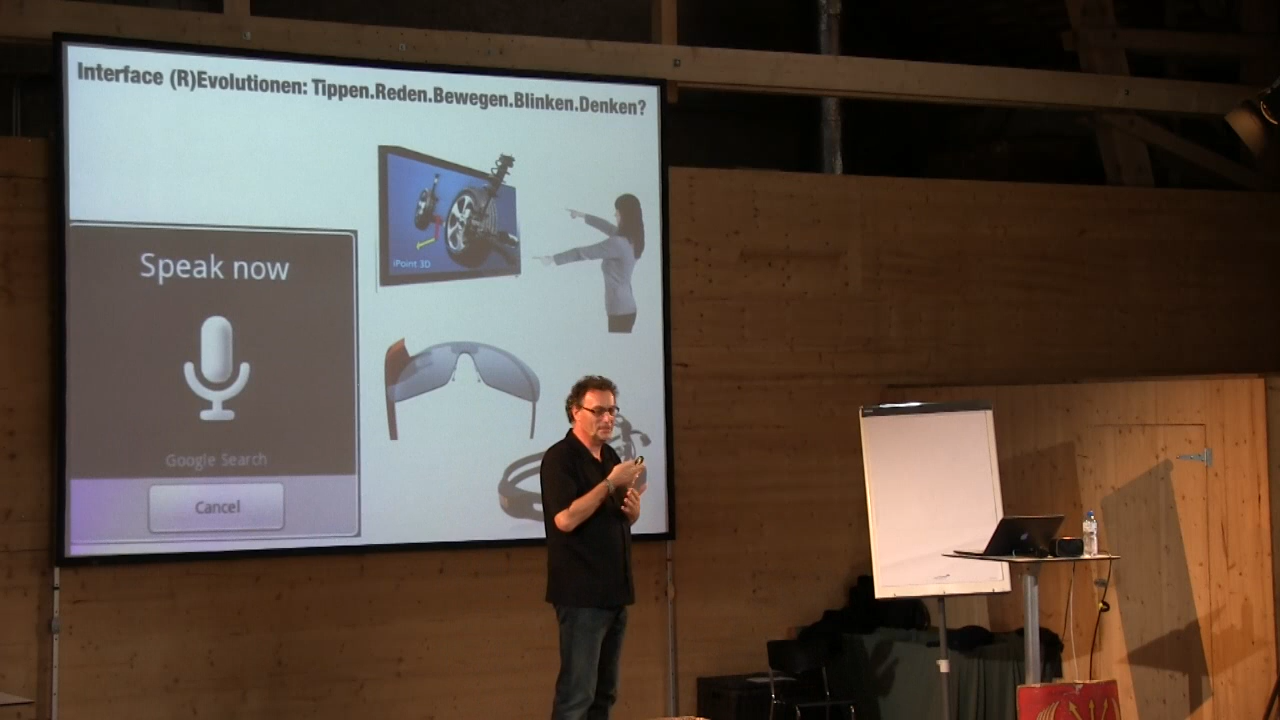 Interface (R)Evolutionen: Tippen.Reden.Bewegen.Blinken.Denken?
iPoint 3D
Speak now
Google Search
Cancel